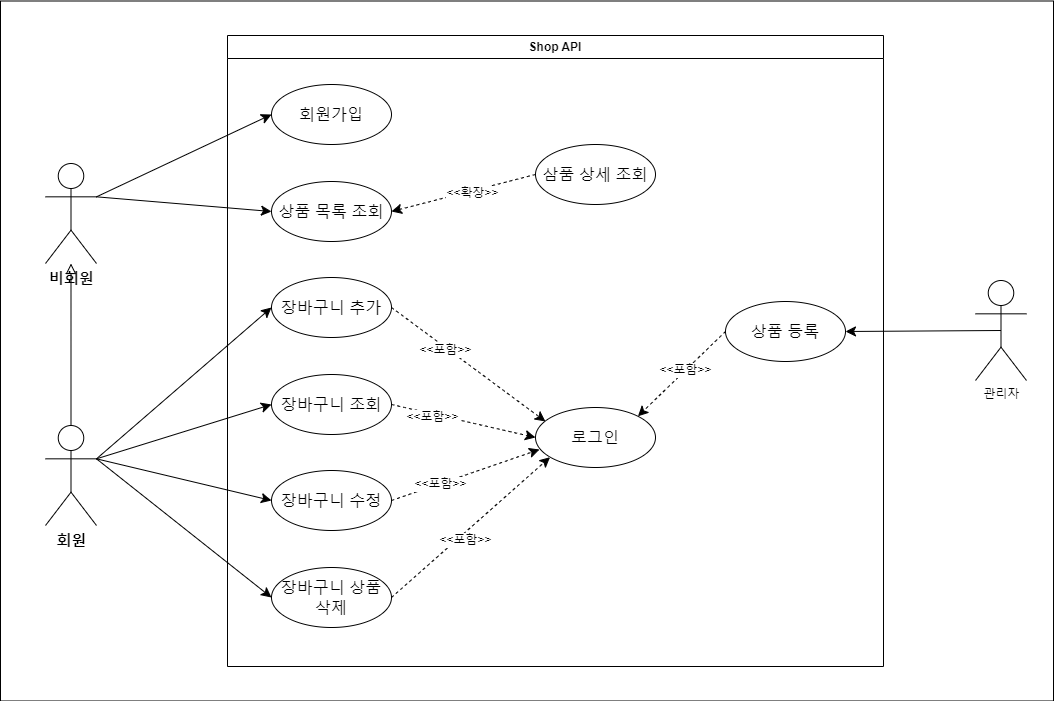 Shop API
회원가입
삼품 상세 조회
<<확장>>
상품 목록 조회
비회원
장바구니 추가
상품 등록
<<포함>>
<<포함>>
관리자
장바구니 조회
<<포함>>
로그인
<<포함>>
장바구니 수정
회원
<<포함>>
장바구니 상품
삭제